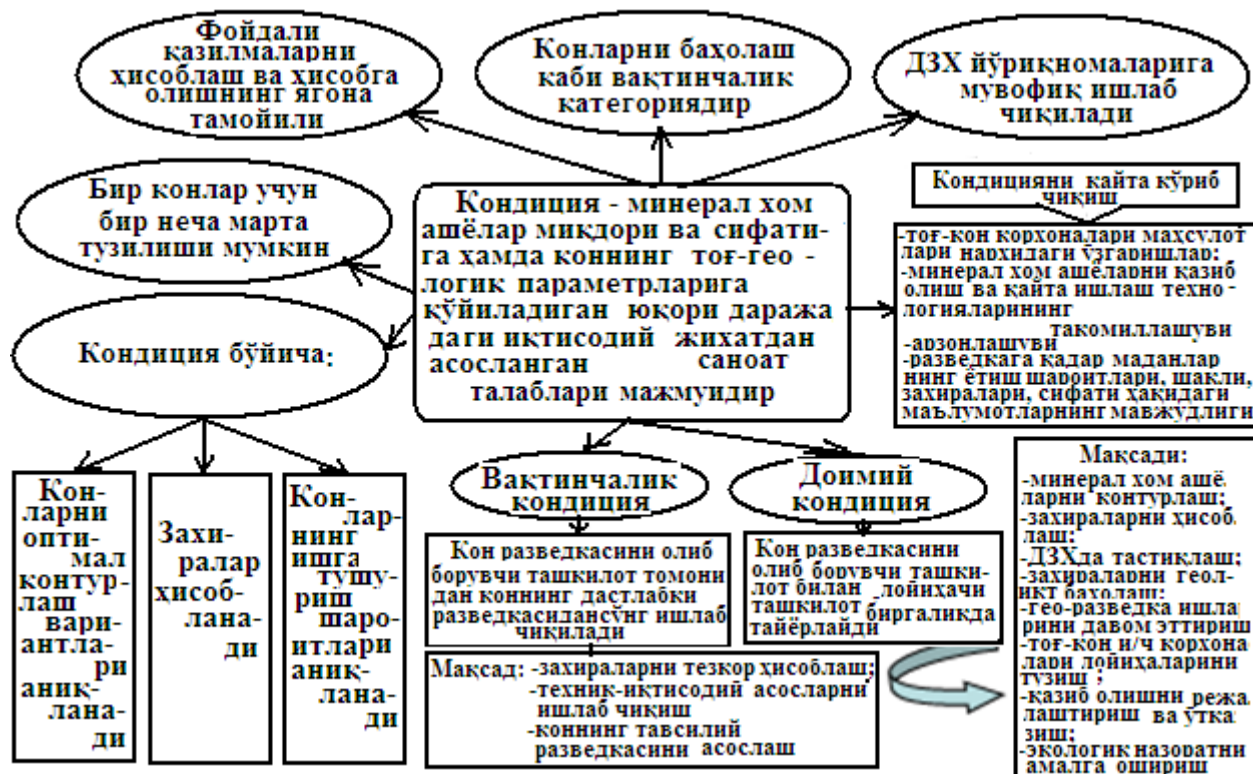 Фойдали
қазилмаларни
ҳисоблаш ва ҳисобга
олишнинг ягона
тамойили
Конларни баҳолаш
каби вақтинчалик
категориядир
ДЗХ йўриқномаларига
мувофиқ ишлаб
чиқилади
Бир конлар учун
бир неча марта
тузилиши мумкин
Кондиция - минерал хом
ашёлар миқдори ва сифати-
га ҳамда коннинг тоғ-гео -
логик параметрларига
қўйиладиган юқори даража
даги иқтисодий жихатдан
асосланган саноат
талаблари мажмуидир
Кондицияни қайта кўриб
чиқиш
-тоғ-кон корхоналари маҳсулот
лари нархидаги ўзгаришлар;
-минерал хом ашёларни қазиб
олиш ва қайта ишлаш техно -
логияларининг
такомиллашуви
-арзонлашуви
-разведкага қадар маданлар
нинг ётиш шароитлари, шакли,
захиралари, сифати ҳақидаги
маълумотларнинг мавжудлиги
Кондиция бўйича:
Кон-
ларни
опти-
мал
контур-
лаш
вари-
антла-
ри
аниқ-
лана-
ди
Захи-
ралар
ҳисоб-
лана-
ди
Кон-
лар-
нинг
ишга
тушу-
риш
шаро-
итлари
аниқ-
лана-
ди
Вақтинчалик
кондиция
Доимий
кондиция
Кон разведкасини олиб
борувчи ташкилот томони
дан коннинг дастлабки
разведкасидансўнг ишлаб
чиқилади
Кон разведкасини
олиб борувчи ташки-
лот билан лойиҳачи
ташкилот биргаликда
тайёрлайди
Мақсад: -захираларни тезкор ҳисоблаш;
-техник-иқтисодий асосларни
ишлаб чиқиш
-коннинг тавсилий
разведкасини асослаш
Мақсади:
-минерал хом ашё.
ларни контурлаш;
-захираларни ҳисоб
лаш;
-ДЗХда тастиқлаш;
-захираларни геол-
икт баҳолаш;
-гео-разведка ишла
рини давом эттириш
-тоғ-кон и/ч корхона
лари лойиҳаларини
тузиш ;
-қазиб олишни режа
лаштириш ва ўтка
зиш;
-экологик назоратни
амалга ошириш